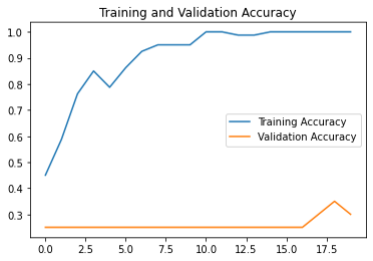 Training and Validation Accuracy
1.0
0.9
0.8
0.7
0.6
0.5
0.4
0.3
Training Accuracy
Validation Accuracy
0.0 2.5 5.0 7.5 10.0 12.5 15.0 17.5